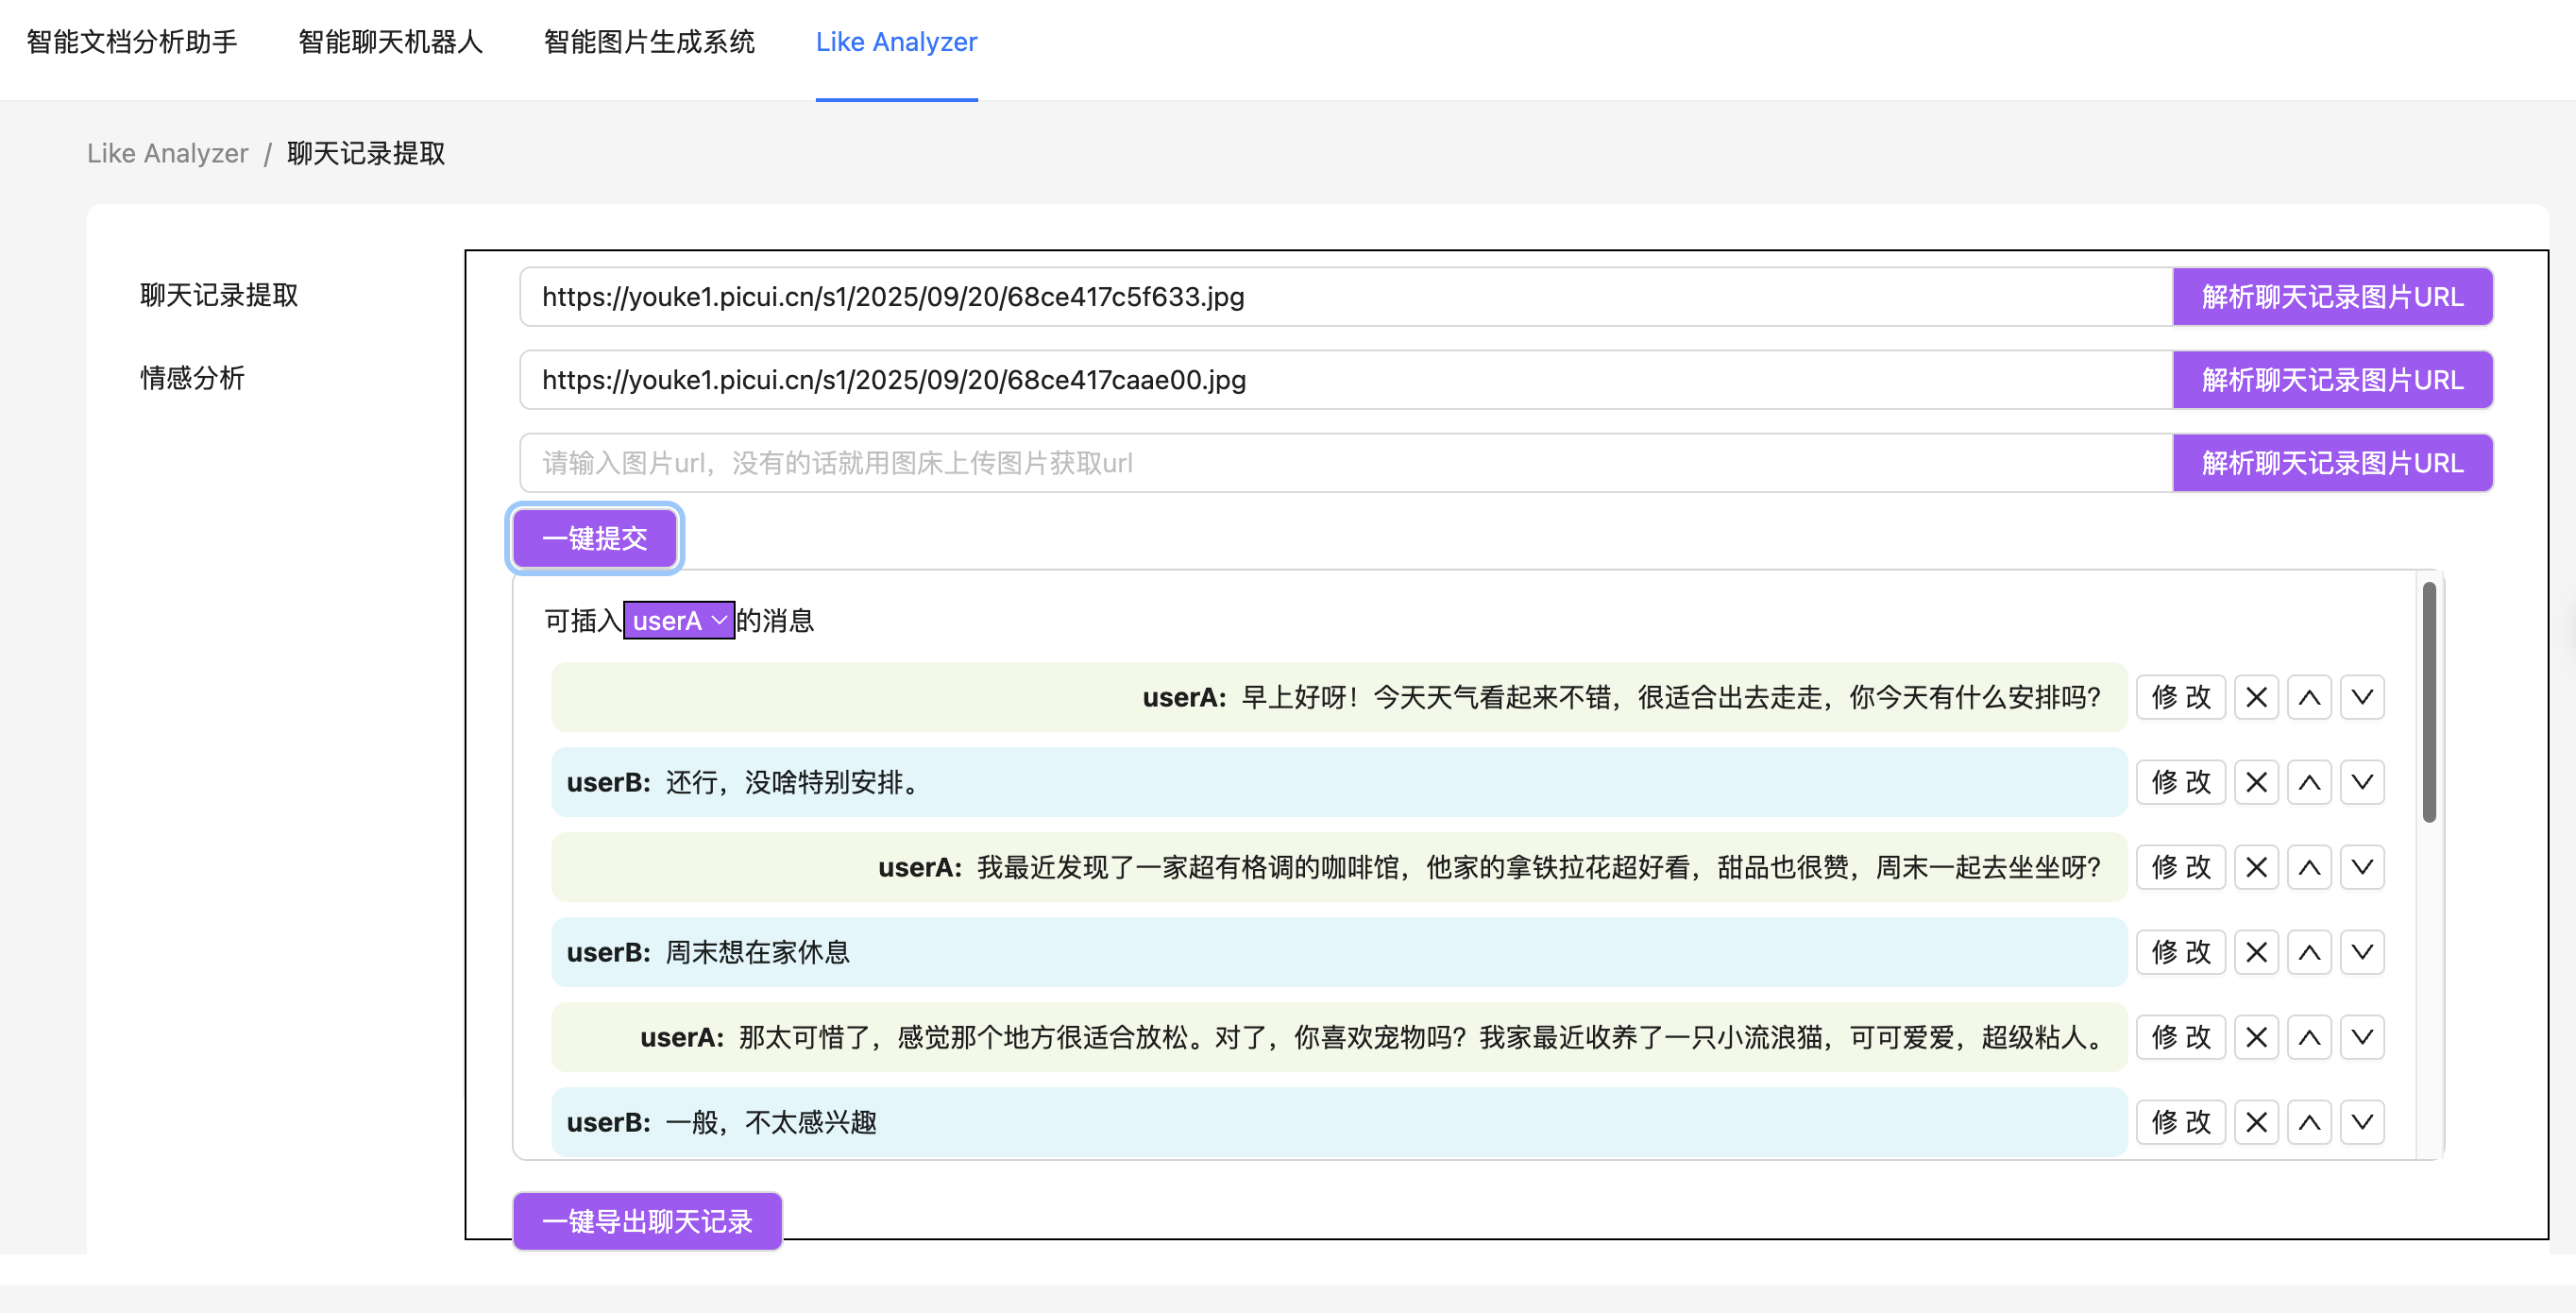 智能文档分析助手 智能聊天机器人 智能图片生成系统 Like Analyzer
Like Analyzer / 聊天记录提取
聊天记录提取
情感分析
https://youke1.picui.cn/s1/2025/09/20/68ce417c5f633.jpg 解析聊天记录图片URL
https://youke1.picui.cn/s1/2025/09/20/68ce417caae00.jpg 解析聊天记录图片URL
请输入图片url，没有的话就用图床上传图片获取url 解析聊天记录图片URL
一键提交
可插入 userA 的消息
userA: 早上好呀！今天天气看起来不错，很适合出去走走，你今天有什么安排吗？ 修 改
userB: 还行，没啥特别安排。 修 改
userA: 我最近发现了一家超有格调的咖啡馆，他家的拿铁拉花超好看，甜品也很赞，周末一起去坐坐呀？ 修 改
userB: 周末想在家休息 修 改
userA: 那太可惜了，感觉那个地方很适合放松。对了，你喜欢宠物吗？我家最近收养了一只小流浪猫，可可爱爱，超级粘人。 修 改
userB: 一般，不太感兴趣 修 改
一键导出聊天记录